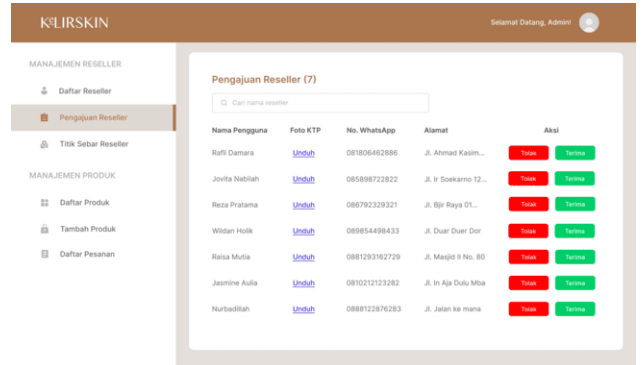 KLIRSKIN
Selamat Datang, Admin!
MANAJEMEN RESELLER
Daftar Reseller
Pengajuan Reseller
Titik Sebar Reseller
MANAJEMEN PRODUK
Daftar Produk
Tambah Produk
Daftar Pesanan
Pengajuan Reseller (7)
Cari nama reseller
Nama Pengguna Foto KTP No. WhatsApp Alamat Aksi
Rafli Damara Unduh 081806462886 Jl. Ahmad Kasim... Tolak Terima
Jovita Nabilah Unduh 085898722822 Jl. Ir Soekarno 12... Tolak Terima
Reza Pratama Unduh 086792329321 Jl. Bjir Raya 01... Tolak Terima
Wildan Holik Unduh 089854498433 Jl. Duar Duer Dor Tolak Terima
Raisa Mutia Unduh 0881293162729 Jl. Masjid II No. 80 Tolak Terima
Jasmine Aulia Unduh 0810212123282 Jl. In Aja Dulu Mba Tolak Terima
Nurbadillah Unduh 0888122876283 Jl. Jalan ke mana Tolak Terima